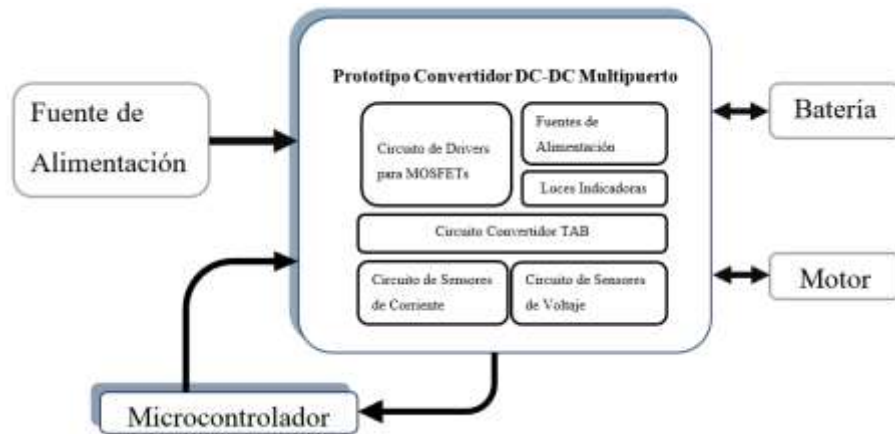 Prototipo Convertidor DC-DC Multipuerto
Fuente de
Alimentación
Circuito de Drivers
para MOSFETs
Fuentes de
Alimentación
Luces Indicadoras
Circuito Convertidor TAB
Circuito de Sensores
de Corriente
Circuito de Sensores
de Voltaje
Batería
Motor
Microcontrolador